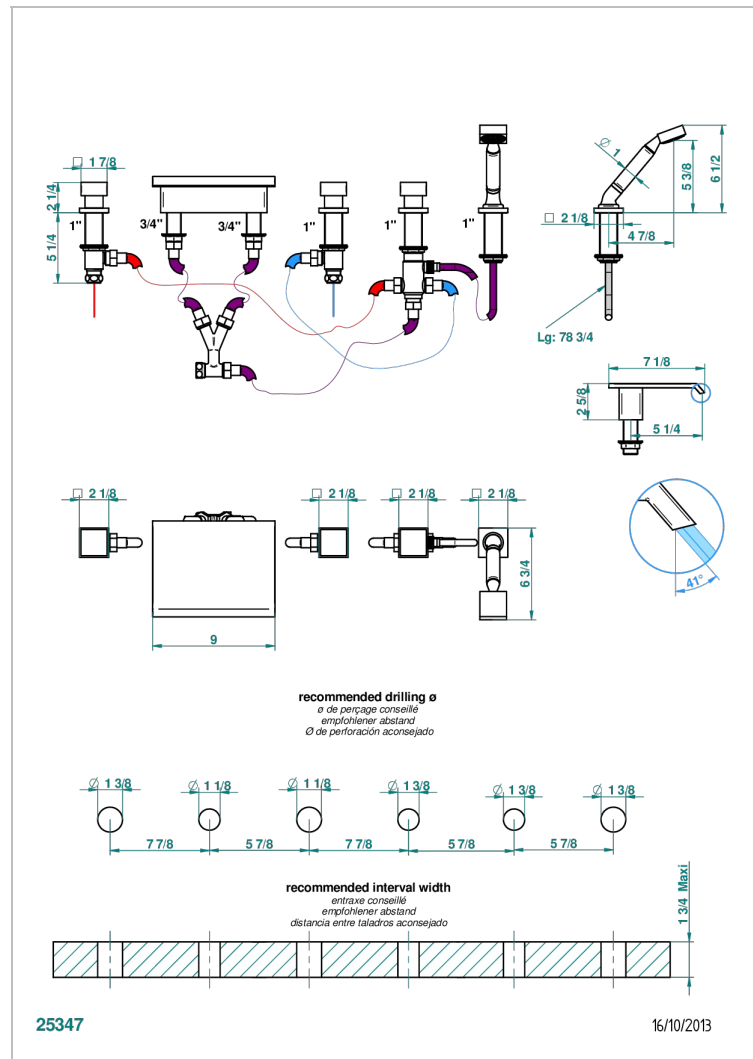 □ 1 7/8
2 1/4
5 1/4
1"
3/4"
3/4"
1"
1"
1"
Ø 1
5 3/8
6 1/2
□ 2 1/8
4 7/8
Lg: 78 3/4
7 1/8
2 5/8
5 1/4
41°
□ 2 1/8
□ 2 1/8
□ 2 1/8
□ 2 1/8
6 3/4
9
recommended drilling ø
ø de perçage conseillé
empfohlener abstand
Ø de perforación aconsejado
Ø 1 3/8
Ø 1 1/8
Ø 1 1/8
Ø 1 3/8
Ø 1 3/8
Ø 1 3/8
7 7/8
5 7/8
7 7/8
5 7/8
5 7/8
recommended interval width
entraxe conseillé
empfohlener abstand
distancia entre taladros aconsejado
1 3/4 Maxi
25347
16/10/2013